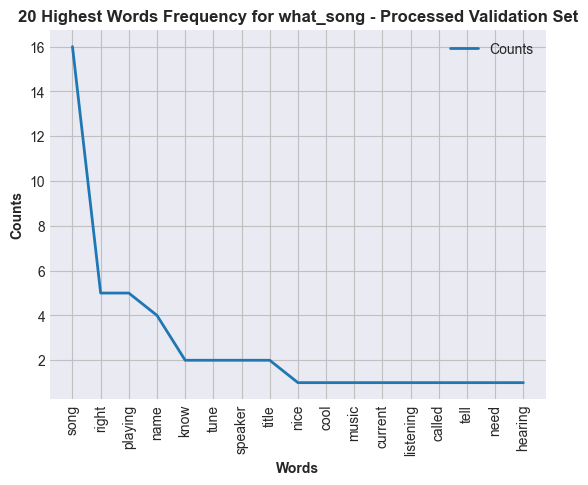 20 Highest Words Frequency for what_song - Processed Validation Set
Counts
16
14
12
10
8
6
4
2
Counts
song
right
playing
name
know
tune
speaker
title
nice
cool
music
current
listening
called
tell
need
hearing
Words